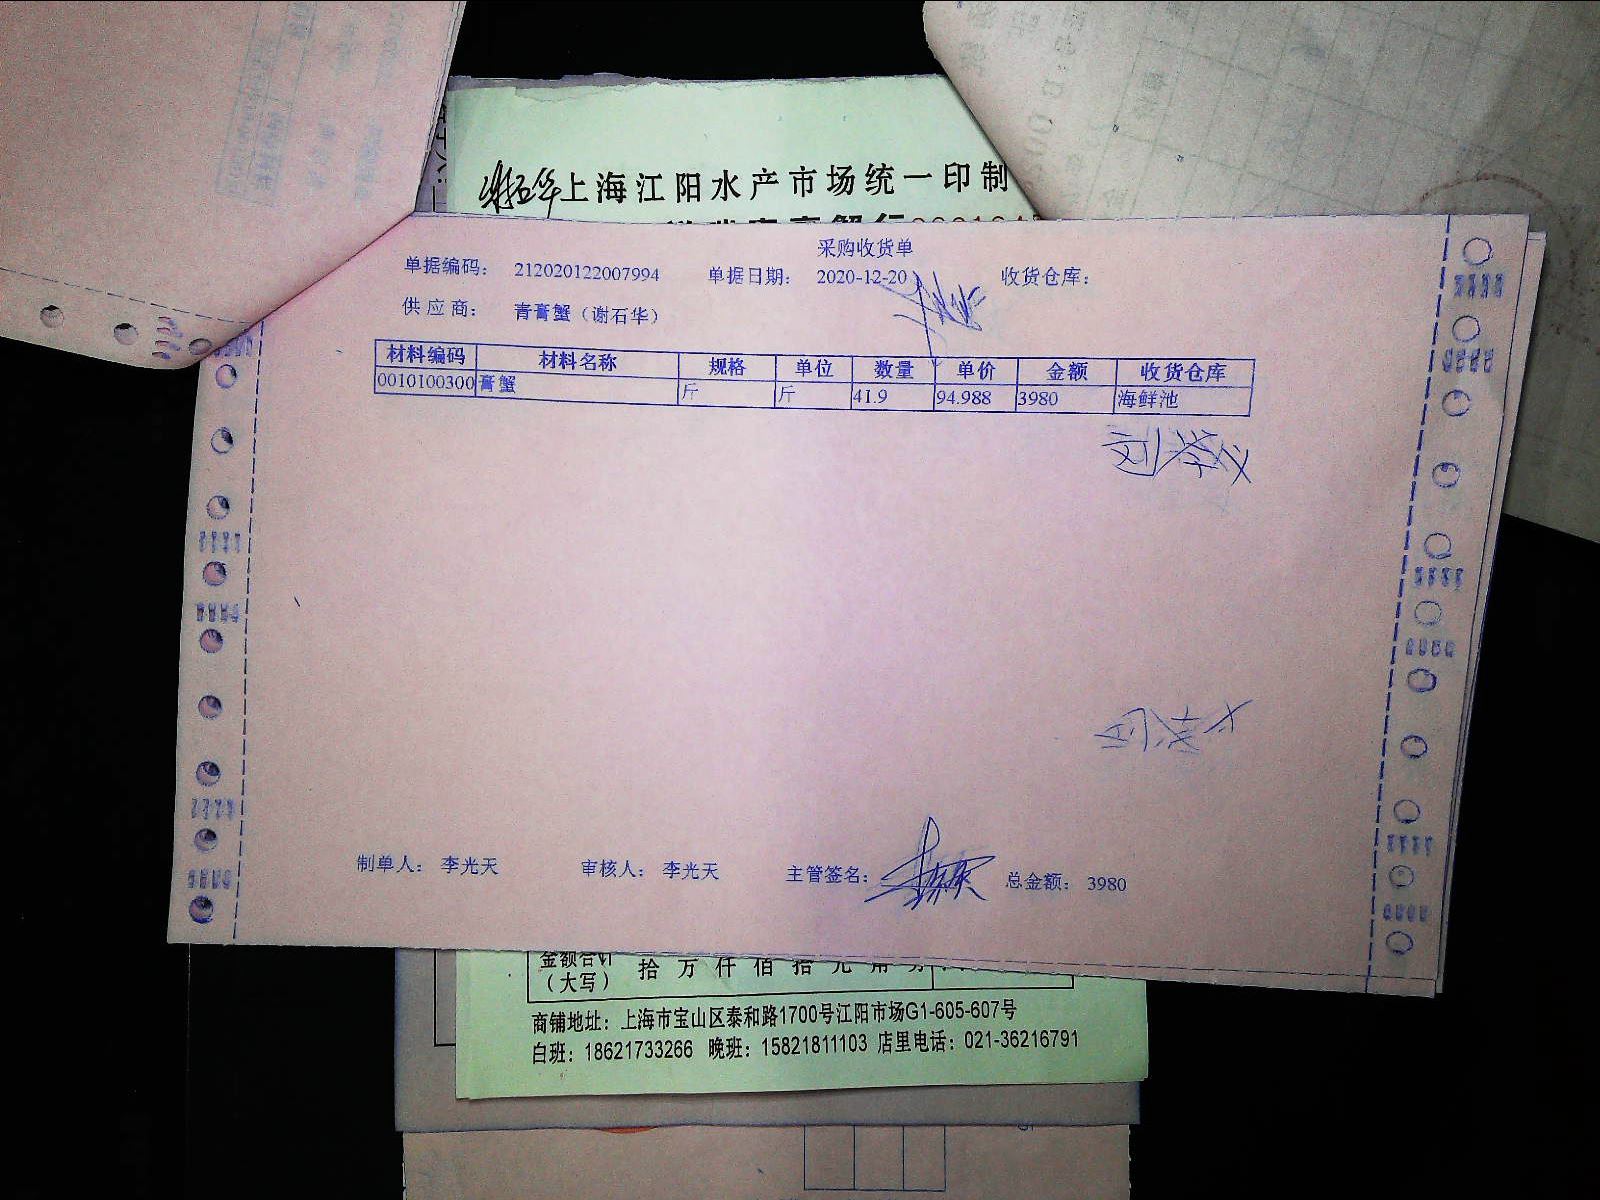 上海江阳水产市场统一印制
采购收货单
单据编码： 212020122007994 单据日期： 2020-12-20 收货仓库：
供应商： 青膏蟹（谢石华）
材料编码 材料名称 规格 单位 数量 单价 金额 收货仓库
0010100300 膏蟹 斤 斤 41.9 94.988 3980 海鲜池
制单人： 李光天 审核人： 李光天 主管签名： 总金额： 3980
金额合计
（大写） 拾 万 仟 佰 拾 元 角 分
商铺地址：上海市宝山区泰和路1700号江阳市场G1-605-607号
白班：18621733266 晚班：15821811103 店里电话：021-36216791